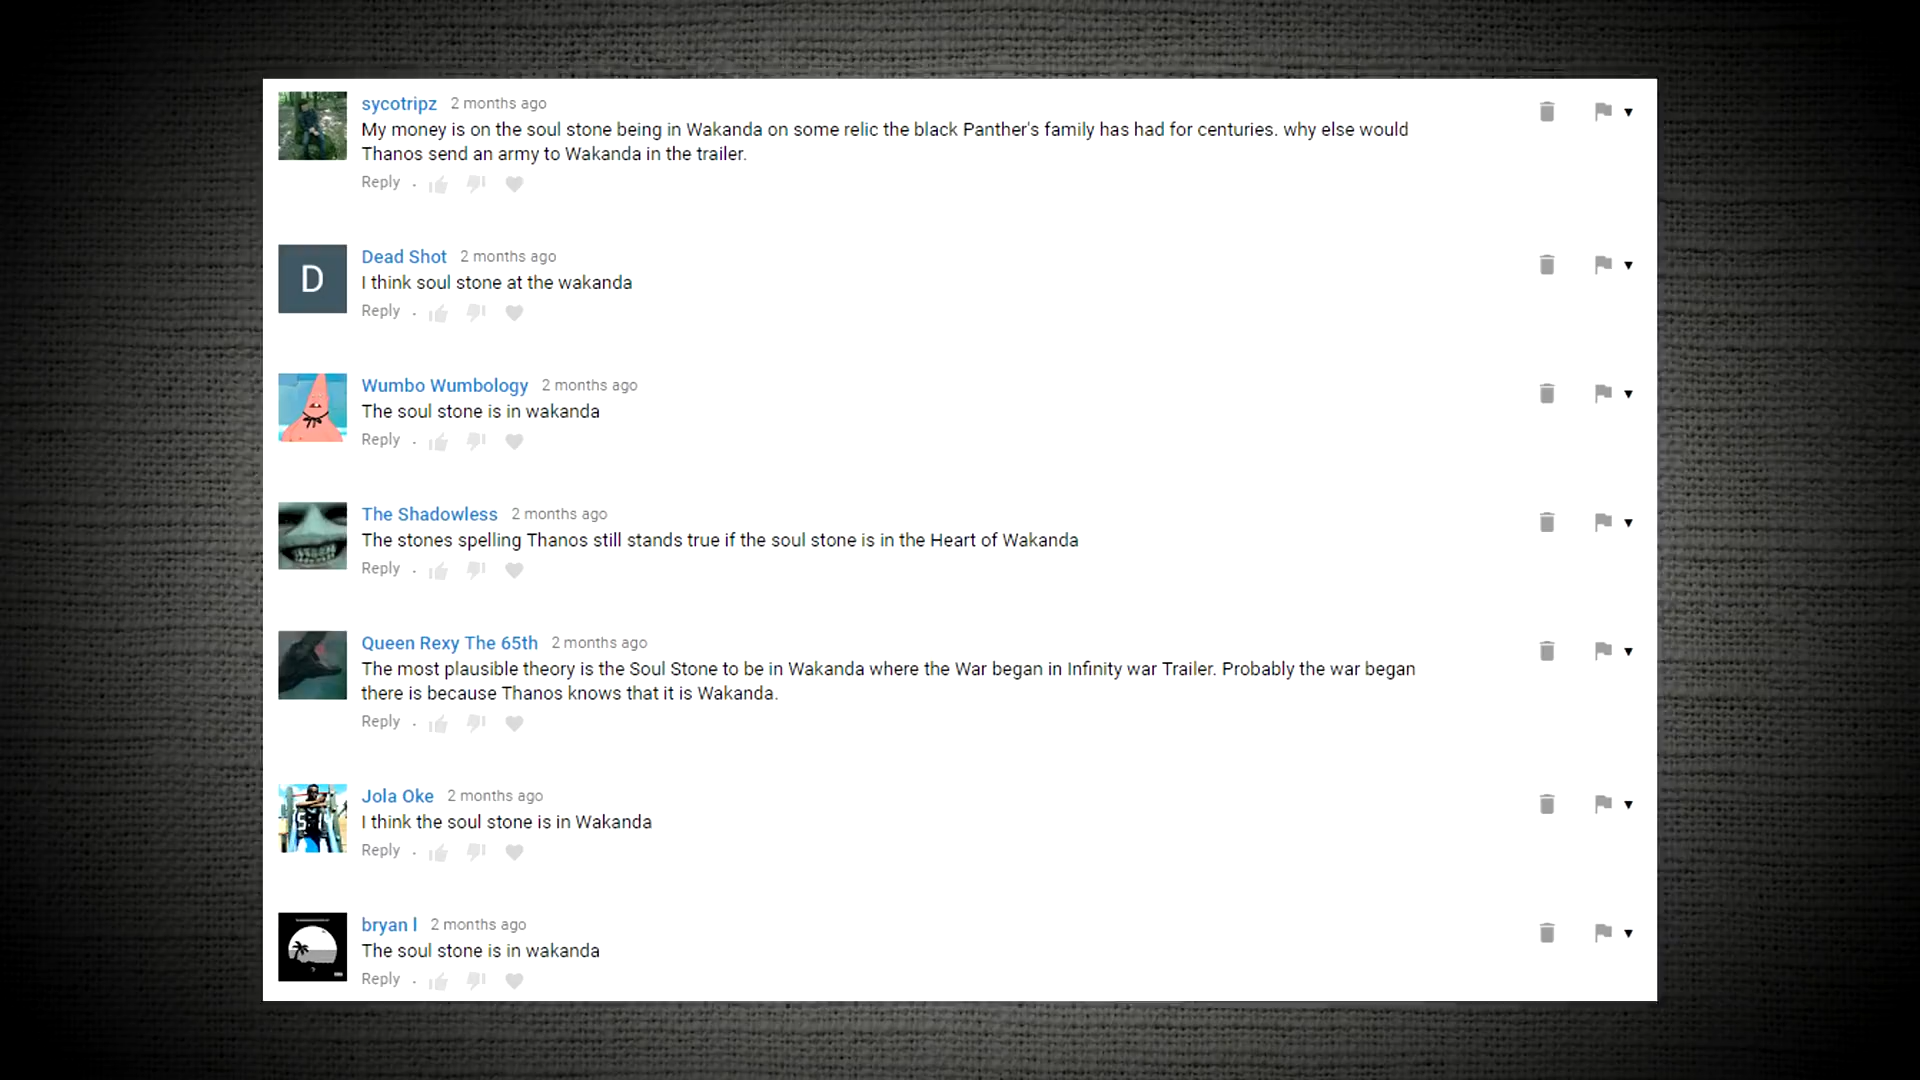 sycotripz 2 months ago
My money is on the soul stone being in Wakanda on some relic the black Panther's family has had for centuries. why else would
Thanos send an army to Wakanda in the trailer.
Reply .
D
Dead Shot 2 months ago
I think soul stone at the wakanda
Reply .
Wumbo Wumbology 2 months ago
The soul stone is in wakanda
Reply .
The Shadowless 2 months ago
The stones spelling Thanos still stands true if the soul stone is in the Heart of Wakanda
Reply .
Queen Rexy The 65th 2 months ago
The most plausible theory is the Soul Stone to be in Wakanda where the War began in Infinity war Trailer. Probably the war began
there is because Thanos knows that it is Wakanda.
Reply .
Jola Oke 2 months ago
I think the soul stone is in Wakanda
Reply .
bryan l 2 months ago
The soul stone is in wakanda
Reply .